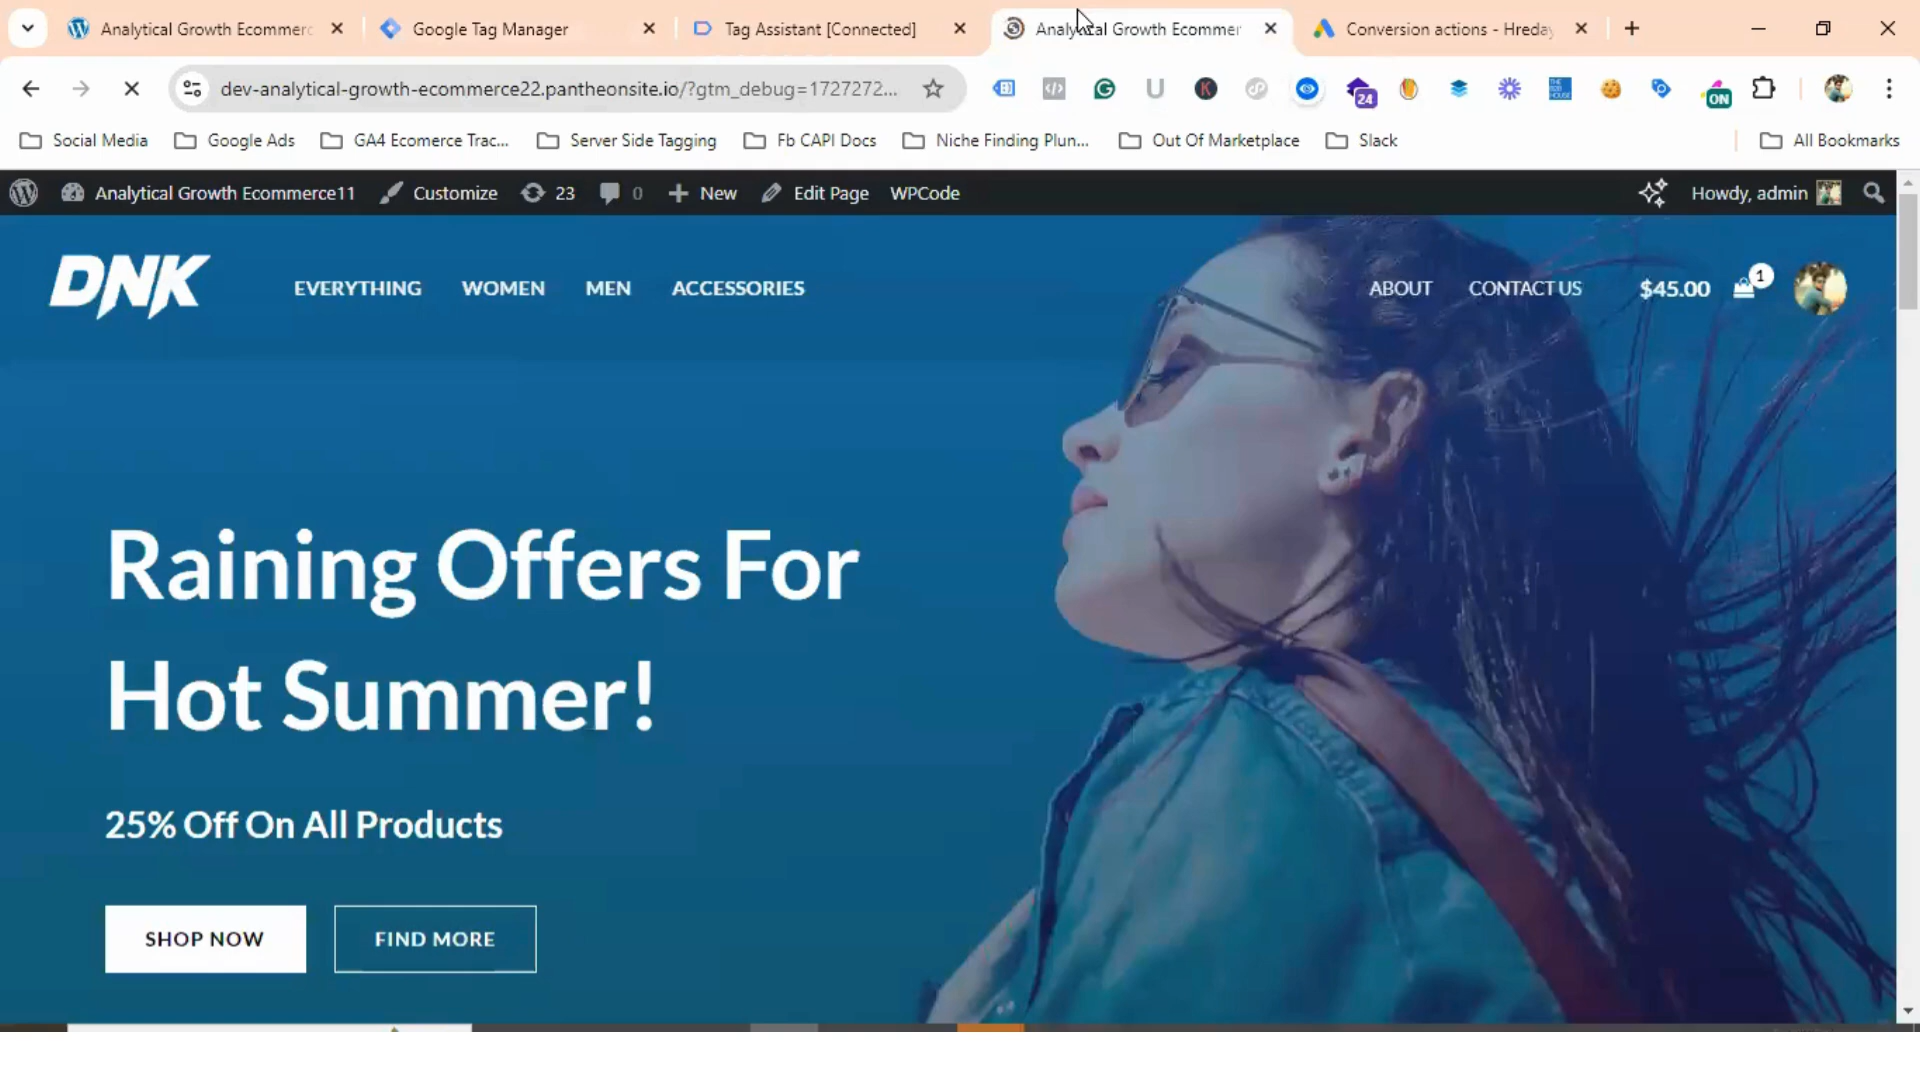 Analytical Growth Ecommerc
Google Tag Manager
Tag Assistant [Connected]
Analytical Growth Ecommer
Conversion actions - Hreday
dev-analytical-growth-ecommerce22.pantheonsite.io/?gtm_debug=1727272...
24
ON
Social Media
Google Ads
GA4 Ecomerce Trac...
Server Side Tagging
Fb CAPI Docs
Niche Finding Plun...
Out Of Marketplace
Slack
All Bookmarks
Analytical Growth Ecommerce11
Customize
23
0
New
Edit Page
WPCode
Howdy, admin
DNK
EVERYTHING
WOMEN
MEN
ACCESSORIES
ABOUT
CONTACT US
$45.00
1
Raining Offers For
Hot Summer!
25% Off On All Products
SHOP NOW
FIND MORE